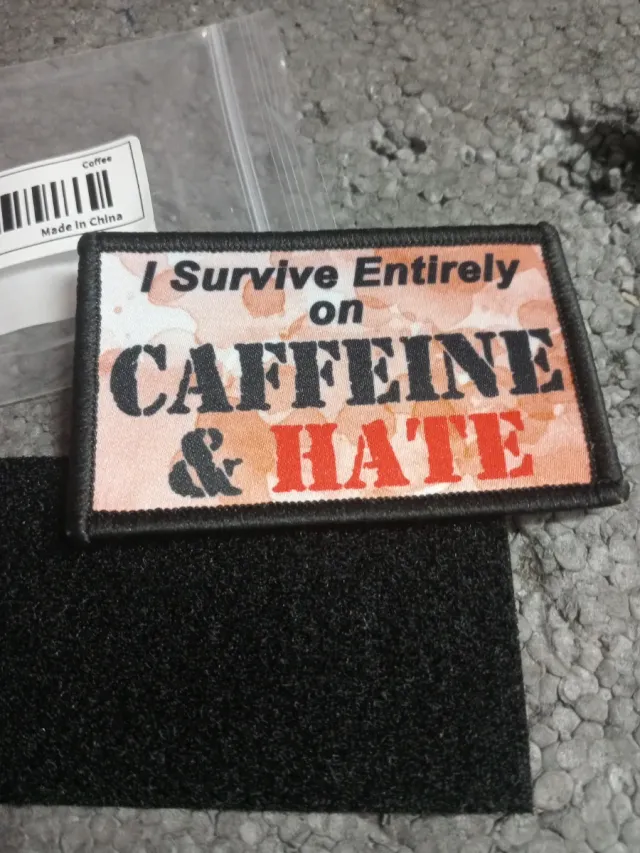 Coffee
Made In China
I Survive Entirely
on
CAFFEINE
& HATE